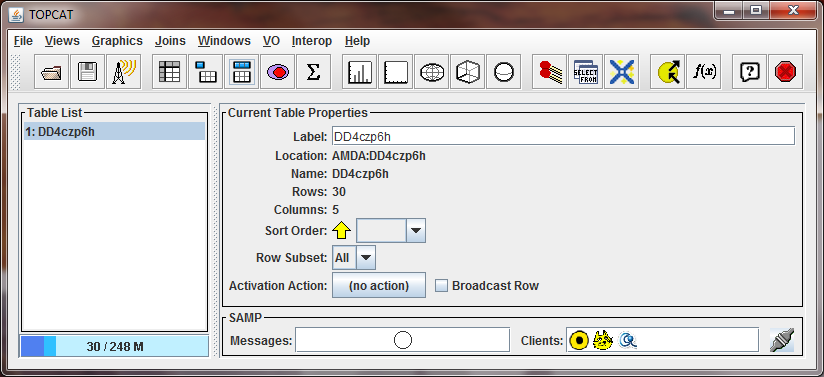 TOPCAT
File Views Graphics Joins Windows VO Interop Help
Σ SELECT FROM f(x) ?
Table List
1: DD4czp6h
30 / 248 M
Current Table Properties
Label: DD4czp6h
Location: AMDA:DD4czp6h
Name: DD4czp6h
Rows: 30
Columns: 5
Sort Order:
Row Subset: All
Activation Action: (no action) Broadcast Row
SAMP
Messages: Clients: